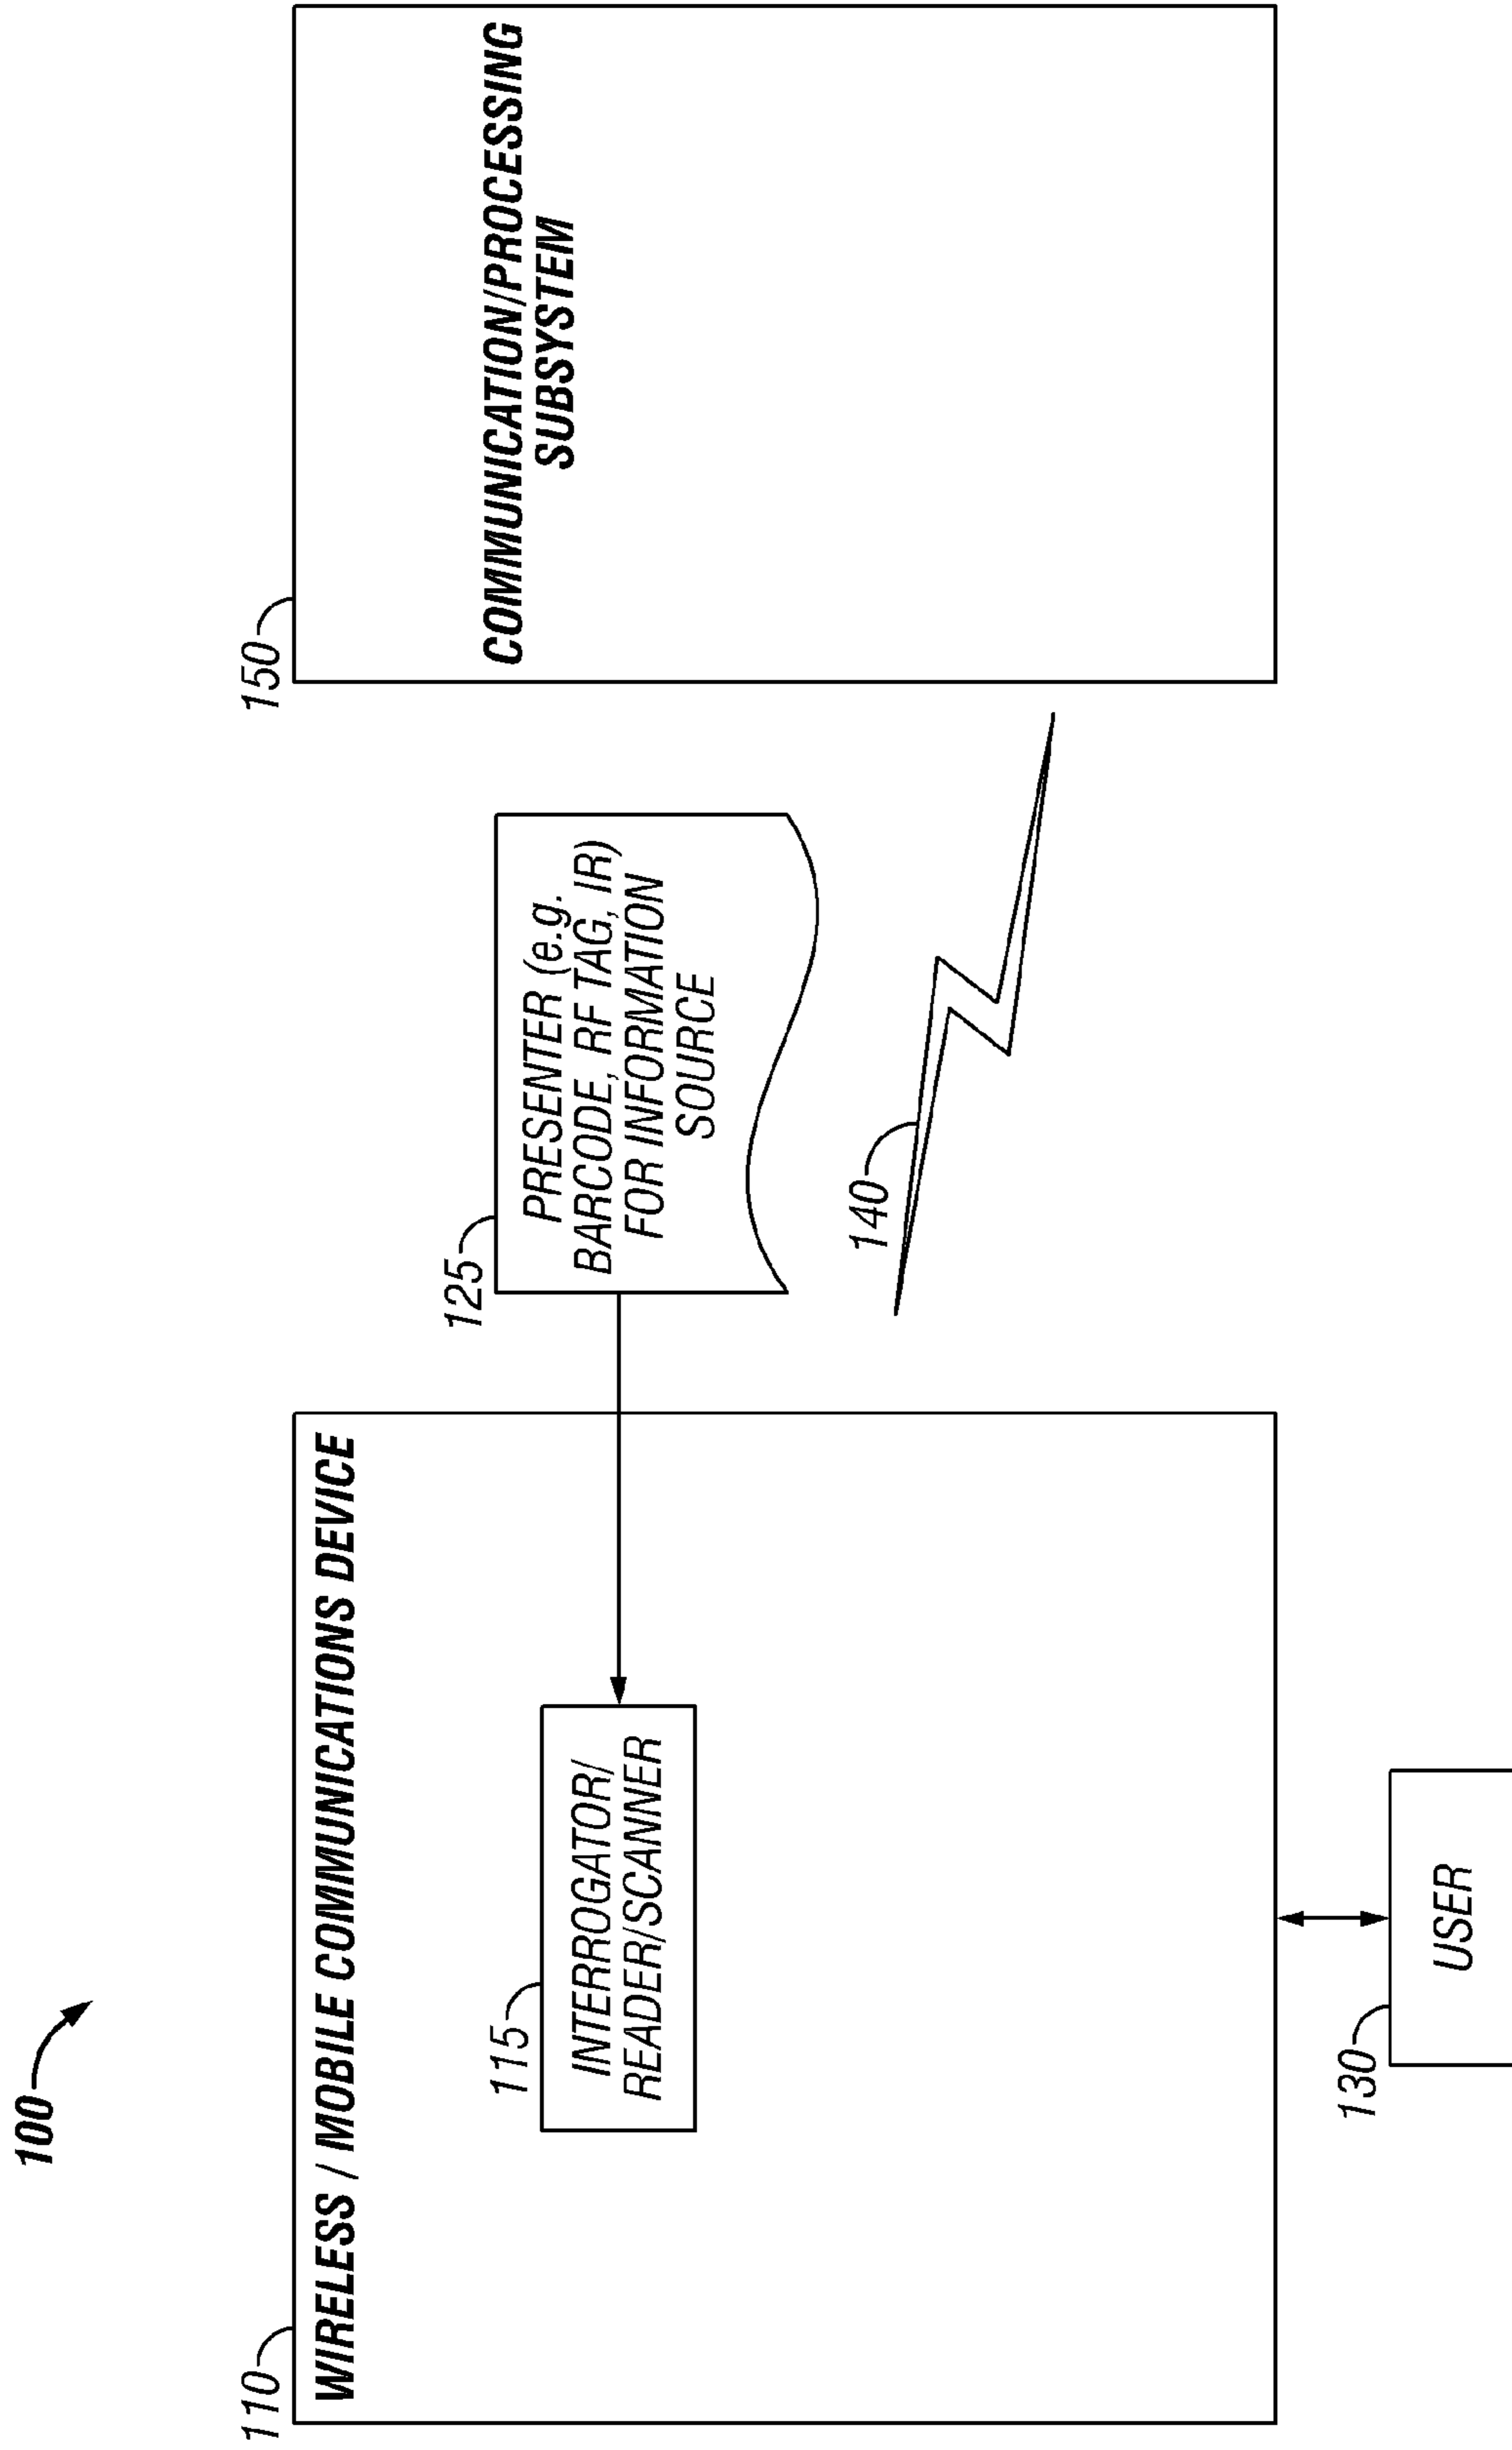 100
110
WIRELESS / MOBILE COMMUNICATIONS DEVICE
115
INTERROGATOR/
READER/SCANNER
125
PRESENTER (e.g.
BARCODE, RF TAG, IR)
FOR INFORMATION
SOURCE
140
150
COMMUNICATION/PROCESSING
SUBSYSTEM
130
USER